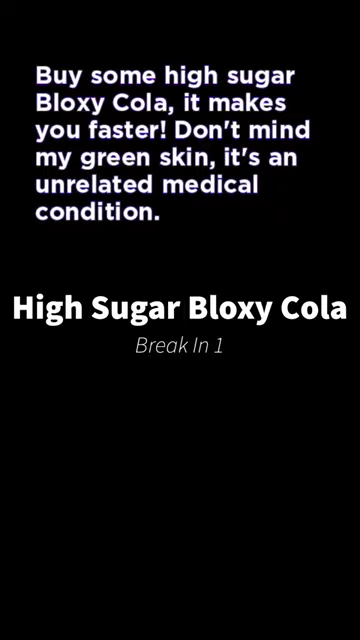 Buy some high sugar
Bloxy Cola, it makes
you faster! Don't mind
my green skin, it's an
unrelated medical
condition.
High Sugar Bloxy Cola
Break In 1